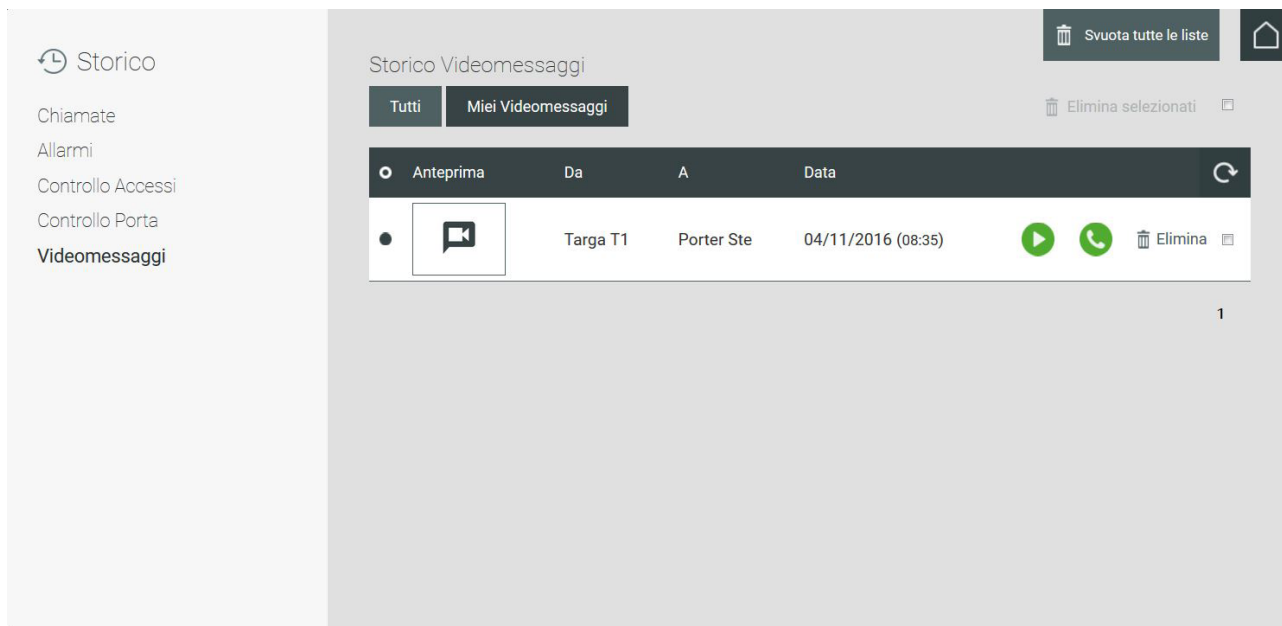 Storico
Chiamate
Allarmi
Controllo Accessi
Controllo Porta
Videomessaggi
Svuota tutte le liste
Storico Videomessaggi
Tutti Miei Videomessaggi
Elimina selezionati
Anteprima Da A Data
Targa T1 Porter Ste 04/11/2016 (08:35) Elimina
1